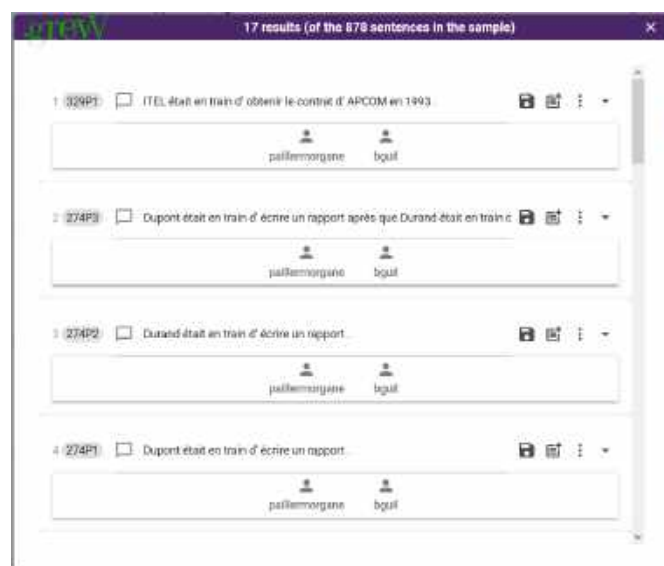 grew
17 results (of the 878 sentences in the sample)
1 329P1 ITEL était en train d' obtenir le contrat d' APCOM en 1993
paillermorgane bguil
2 274P3 Dupont était en train d' écrire un rapport après que Durand était en train c
paillermorgane bguil
3 274P2 Durand était en train d' écrire un rapport .
paillermorgane bguil
4 274P1 Dupont était en train d' écrire un rapport
paillermorgane bguil